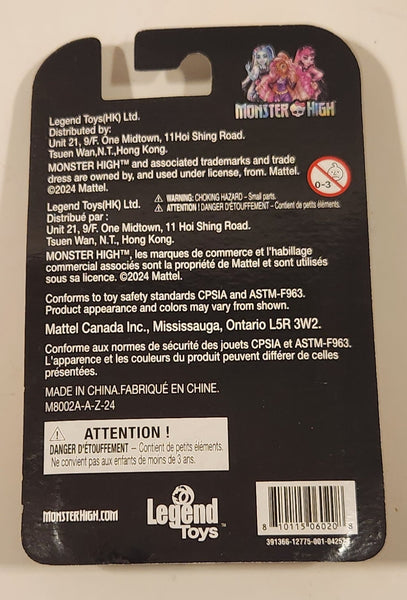 MONSTER HIGH
Legend Toys(HK) Ltd.
Distributed by:
Unit 21, 9/F. One Midtown, 11Hoi Shing Road.
Tsuen Wan,N.T.,Hong Kong.
MONSTER HIGH™ and associated trademarks and trade
dress are owned by, and used under license, from. Mattel.
©2024 Mattel.
0-3
Legend Toys(HK) Ltd.
Distribué par :
⚠ WARNING: CHOKING HAZARD – Small parts.
⚠ ATTENTION ! DANGER D'ÉTOUFFEMENT – Contient de petits éléments.
Unit 21, 9/F. One Midtown, 11 Hoi Shing Road.
Tsuen Wan, N.T., Hong Kong.
MONSTER HIGH™, les marques de commerce et l'habillage
commercial associés sont la propriété de Mattel et sont utilisés
sous sa licence. ©2024 Mattel.
Conforms to toy safety standards CPSIA and ASTM-F963.
Product appearance and colors may vary from shown.
Mattel Canada Inc., Mississauga, Ontario L5R 3W2.
Conforme aux normes de sécurité des jouets CPSIA et ASTM-F963.
L'apparence et les couleurs du produit peuvent différer de celles
présentées.
MADE IN CHINA.FABRIQUÉ EN CHINE.
M8002A-A-Z-24
⚠ ATTENTION !
DANGER D'ÉTOUFFEMENT – Contient de petits éléments.
Ne convient pas aux enfants de moins de 3 ans.
MONSTERHIGH.COM
Legend
Toys™
8 10115 06020 8